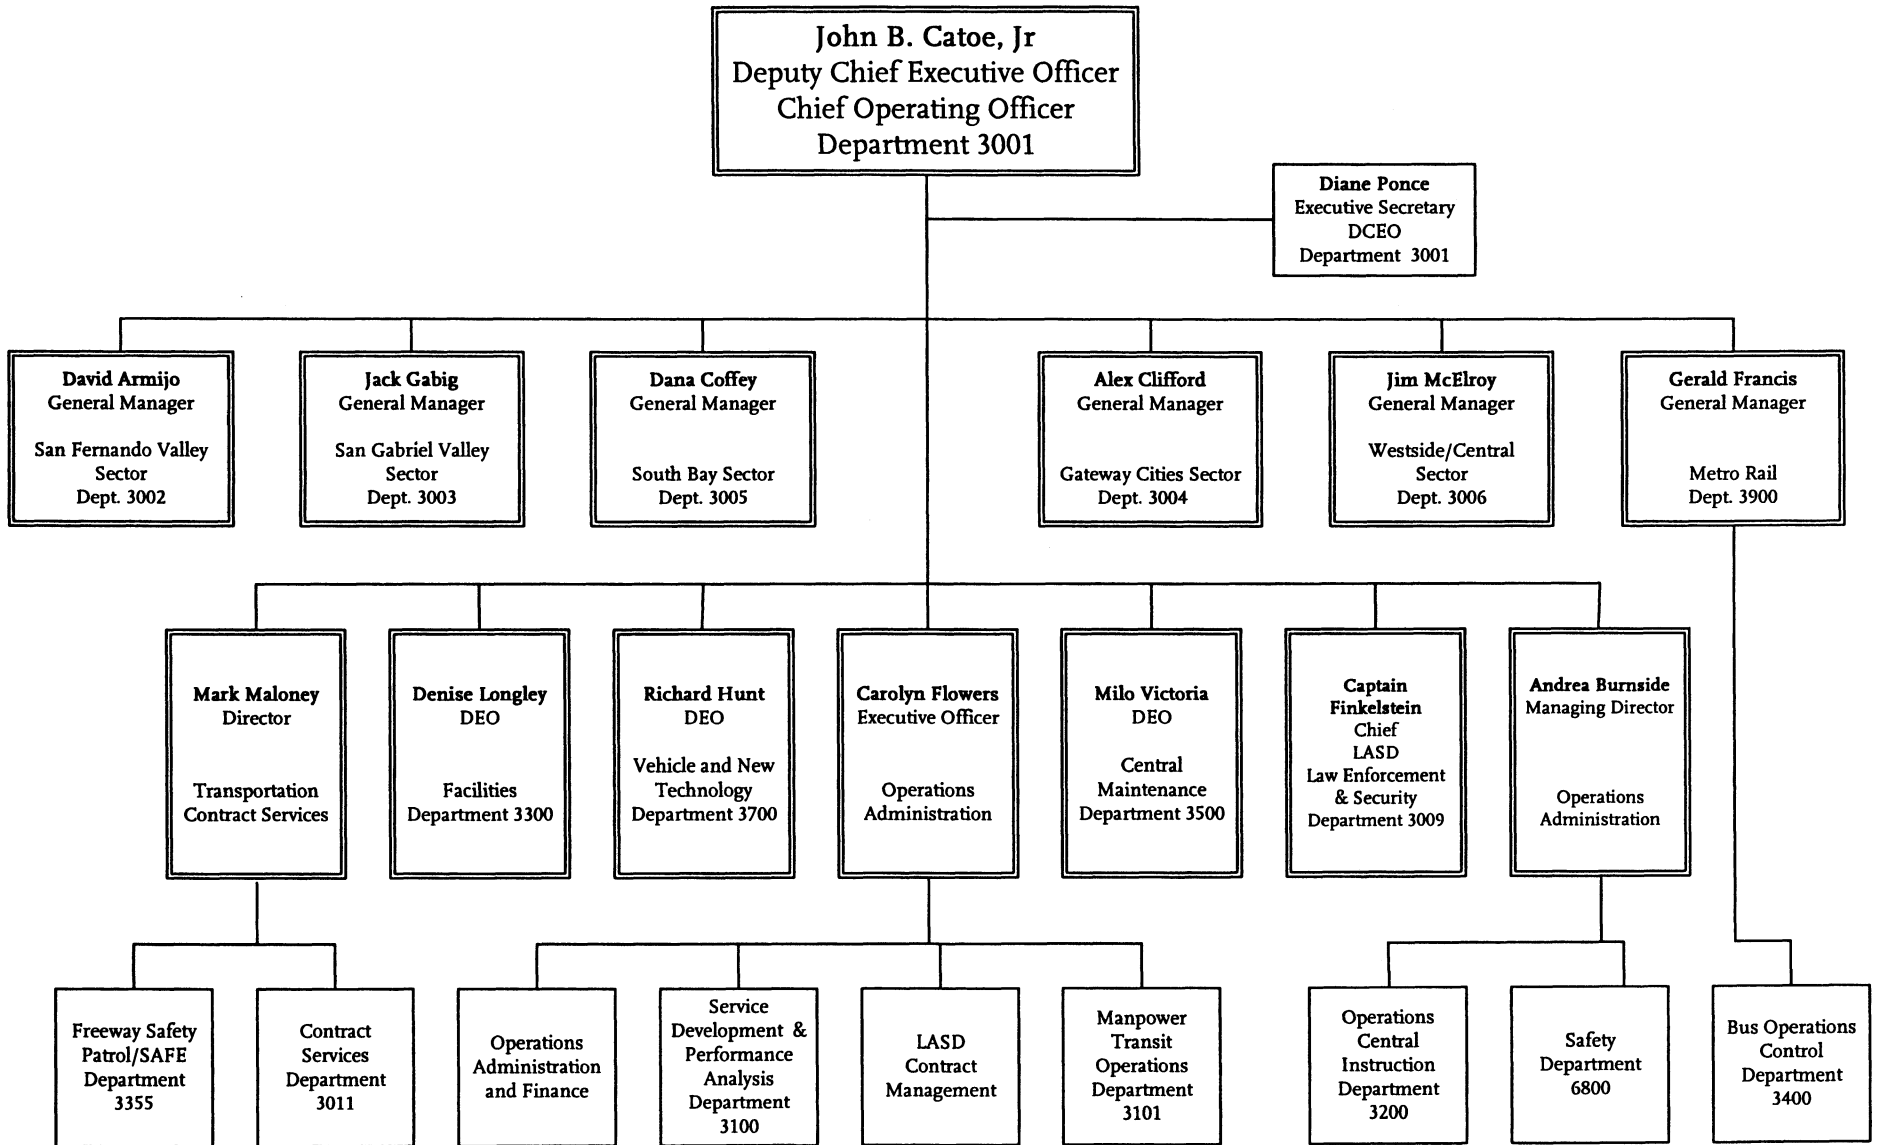 John B. Catoe, Jr
Deputy Chief Executive Officer
Chief Operating Officer
Department 3001
Diane Ponce
Executive Secretary
DCEO
Department 3001
David Armijo
General Manager
San Fernando Valley
Sector
Dept. 3002
Jack Gabig
General Manager
San Gabriel Valley
Sector
Dept. 3003
Dana Coffey
General Manager
South Bay Sector
Dept. 3005
Alex Clifford
General Manager
Gateway Cities Sector
Dept. 3004
Jim McElroy
General Manager
Westside/Central
Sector
Dept. 3006
Gerald Francis
General Manager
Metro Rail
Dept. 3900
Mark Maloney
Director
Transportation
Contract Services
Denise Longley
DEO
Facilities
Department 3300
Richard Hunt
DEO
Vehicle and New
Technology
Department 3700
Carolyn Flowers
Executive Officer
Operations
Administration
Milo Victoria
DEO
Central
Maintenance
Department 3500
Captain
Finkelstein
Chief
LASD
Law Enforcement
& Security
Department 3009
Andrea Burnside
Managing Director
Operations
Administration
Freeway Safety
Patrol/SAFE
Department
3355
Contract
Services
Department
3011
Operations
Administration
and Finance
Service
Development &
Performance
Analysis
Department
3100
LASD
Contract
Management
Manpower
Transit
Operations
Department
3101
Operations
Central
Instruction
Department
3200
Safety
Department
6800
Bus Operations
Control
Department
3400